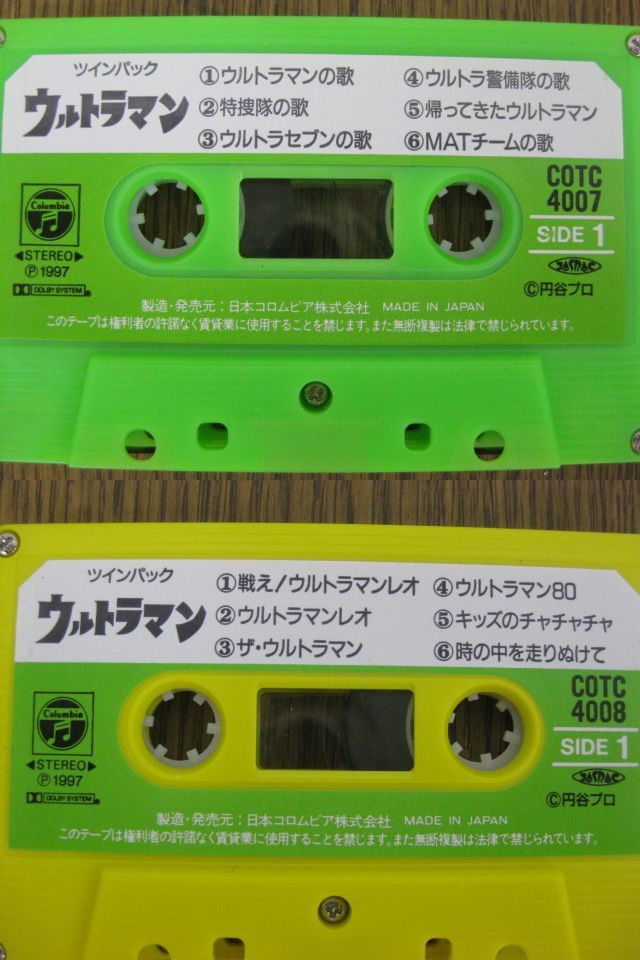 ツインパック
ウルトラマン
①ウルトラマンの歌
②特捜隊の歌
③ウルトラセブンの歌
④ウルトラ警備隊の歌
⑤帰ってきたウルトラマン
⑥MATチームの歌
COTC
4007
SIDE 1
Columbia
◀STEREO▶
Ⓟ1997
DOLBY SYSTEM
JASRAC
Ⓒ円谷プロ
製造・発売元：日本コロムビア株式会社 MADE IN JAPAN
このテープは権利者の許諾なく賃貸業に使用することを禁じます。また無断複製は法律で禁じられています。
ツインパック
ウルトラマン
①戦え!ウルトラマンレオ
②ウルトラマンレオ
③ザ・ウルトラマン
④ウルトラマン80
⑤キッズのチャチャチャ
⑥時の中を走りぬけて
COTC
4008
SIDE 1
Columbia
◀STEREO▶
Ⓟ1997
DOLBY SYSTEM
JASRAC
Ⓒ円谷プロ
製造・発売元：日本コロムビア株式会社 MADE IN JAPAN
このテープは権利者の許諾なく賃貸業に使用することを禁じます。また無断複製は法律で禁じられています。